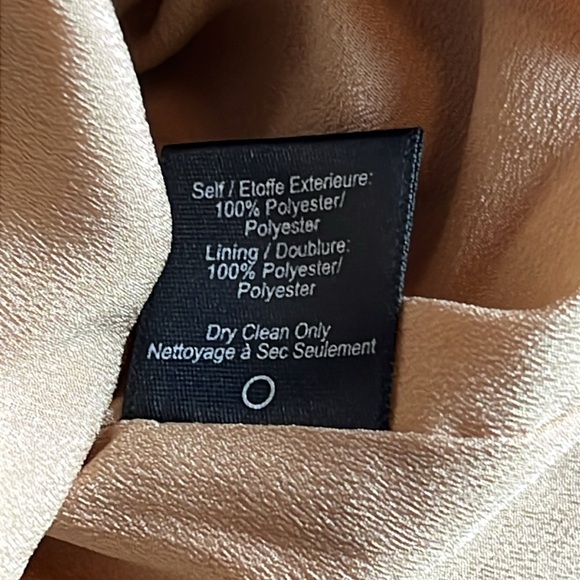 Self / Etoffe Exterieure:
100% Polyester/
Polyester
Lining / Doublure:
100% Polyester/
Polyester
Dry Clean Only
Nettoyage à Sec Seulement